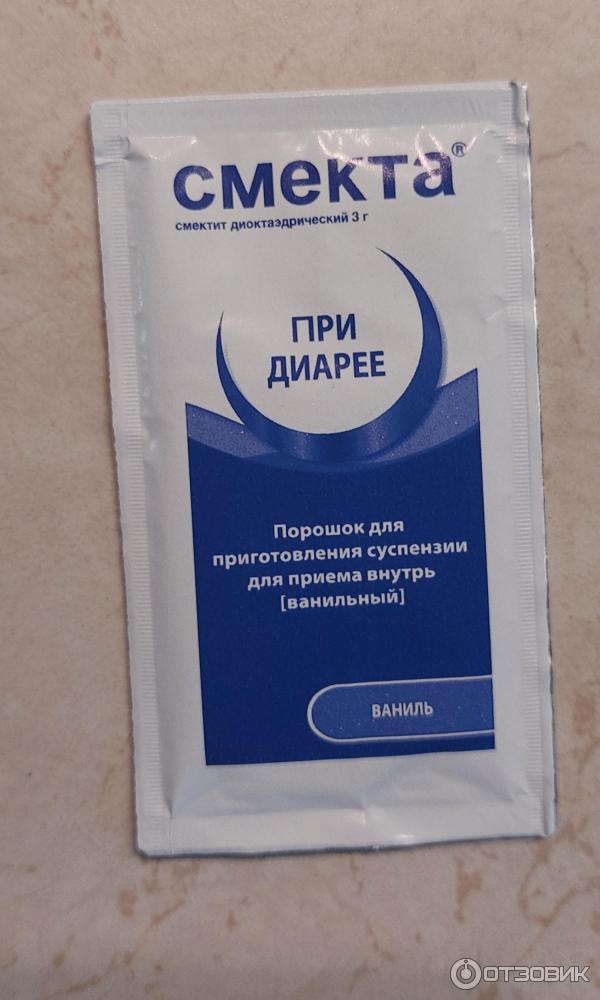 смекта®
смектит диоктаэдрический 3 г
ПРИ
ДИАРЕЕ
Порошок для
приготовления суспензии
для приема внутрь
[ванильный]
ВАНИЛЬ
ОТЗОВИК